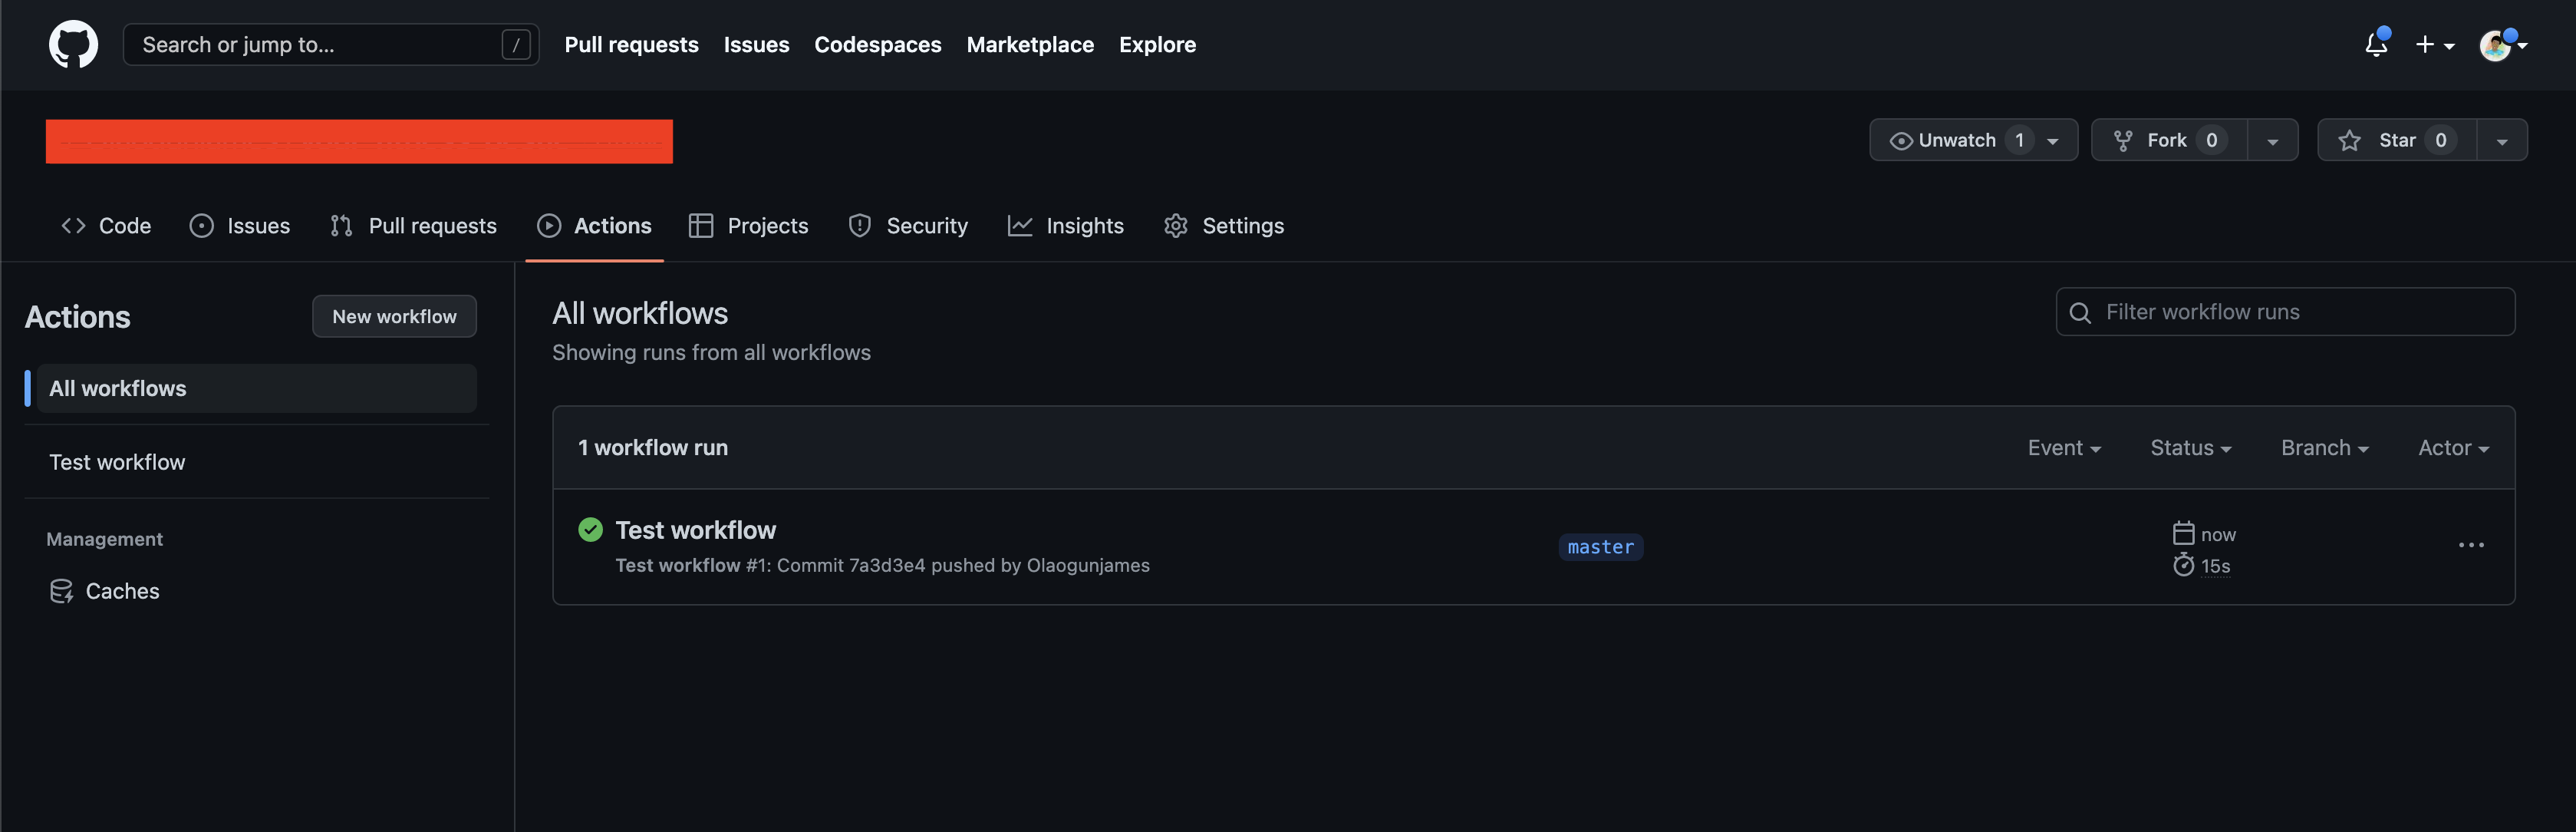 Search or jump to... /
Pull requests Issues Codespaces Marketplace Explore
Unwatch 1 Fork 0 Star 0
Code Issues Pull requests Actions Projects Security Insights Settings
Actions New workflow
All workflows
Test workflow
Management
Caches
All workflows
Showing runs from all workflows
Filter workflow runs
1 workflow run Event Status Branch Actor
Test workflow
Test workflow #1: Commit 7a3d3e4 pushed by Olaogunjames
master
now
15s